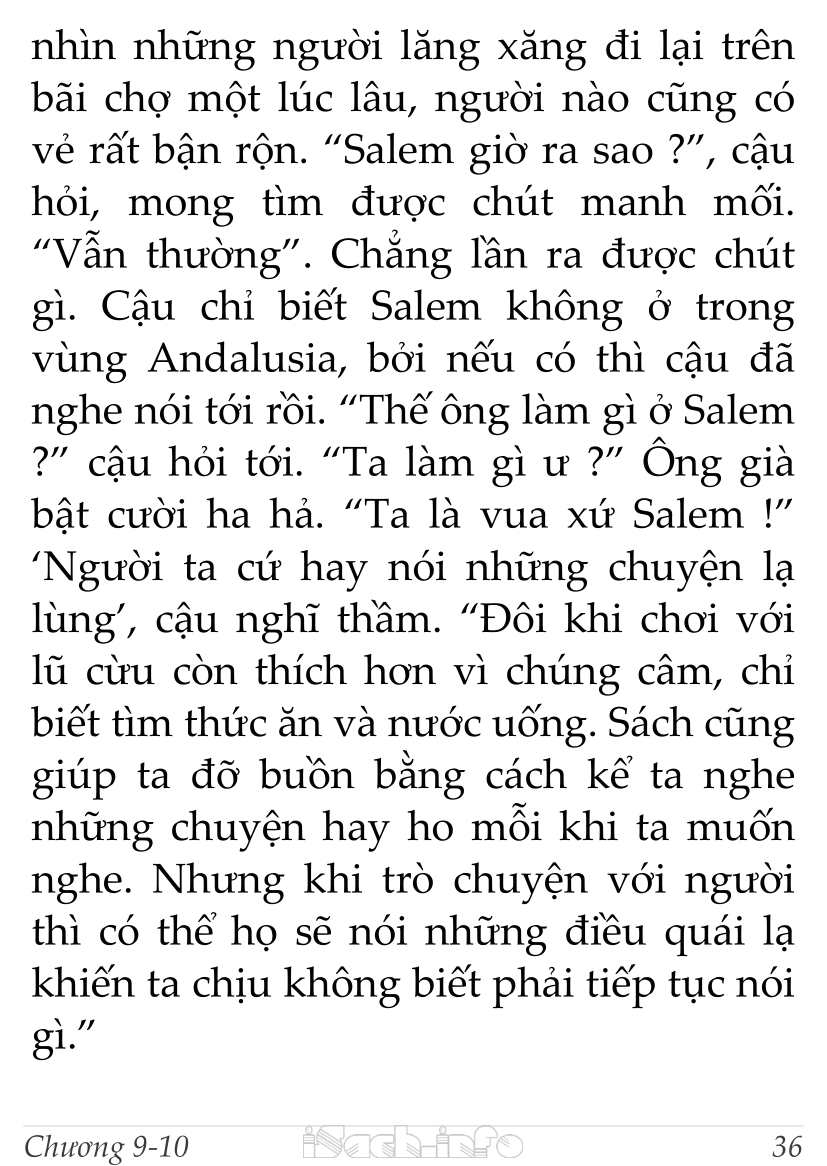 nhìn những người lăng xăng đi lại trên
bãi chợ một lúc lâu, người nào cũng có
vẻ rất bận rộn. “Salem giờ ra sao ?”, cậu
hỏi, mong tìm được chút manh mối.
“Vẫn thường”. Chẳng lần ra được chút
gì. Cậu chỉ biết Salem không ở trong
vùng Andalusia, bởi nếu có thì cậu đã
nghe nói tới rồi. “Thế ông làm gì ở Salem
?” cậu hỏi tới. “Ta làm gì ư ?” Ông già
bật cười ha hả. “Ta là vua xứ Salem !”
‘Người ta cứ hay nói những chuyện lạ
lùng’, cậu nghĩ thầm. “Đôi khi chơi với
lũ cừu còn thích hơn vì chúng câm, chỉ
biết tìm thức ăn và nước uống. Sách cũng
giúp ta đỡ buồn bằng cách kể ta nghe
những chuyện hay ho mỗi khi ta muốn
nghe. Nhưng khi trò chuyện với người
thì có thể họ sẽ nói những điều quái lạ
khiến ta chịu không biết phải tiếp tục nói
gì.”
Chương 9-10 iSach.info 36